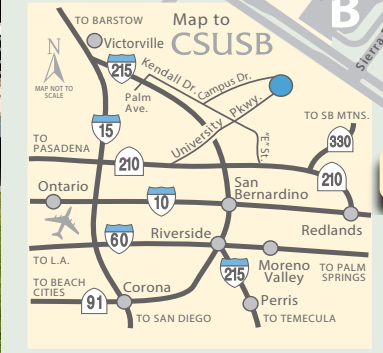 B
Sierra
TO BARSTOW
Map to
CSUSB
Victorville
N
MAP NOT TO
SCALE
215
Kendall Dr.
Campus Dr.
Palm
Ave.
University Pkwy.
"E" St.
TO SB MTNS.
15
330
TO
PASADENA
210
210
Ontario
San
Bernardino
10
Redlands
Riverside
60
TO L.A.
215
Moreno
Valley
TO PALM
SPRINGS
TO BEACH
CITIES
91
Corona
Perris
TO SAN DIEGO
TO TEMECULA